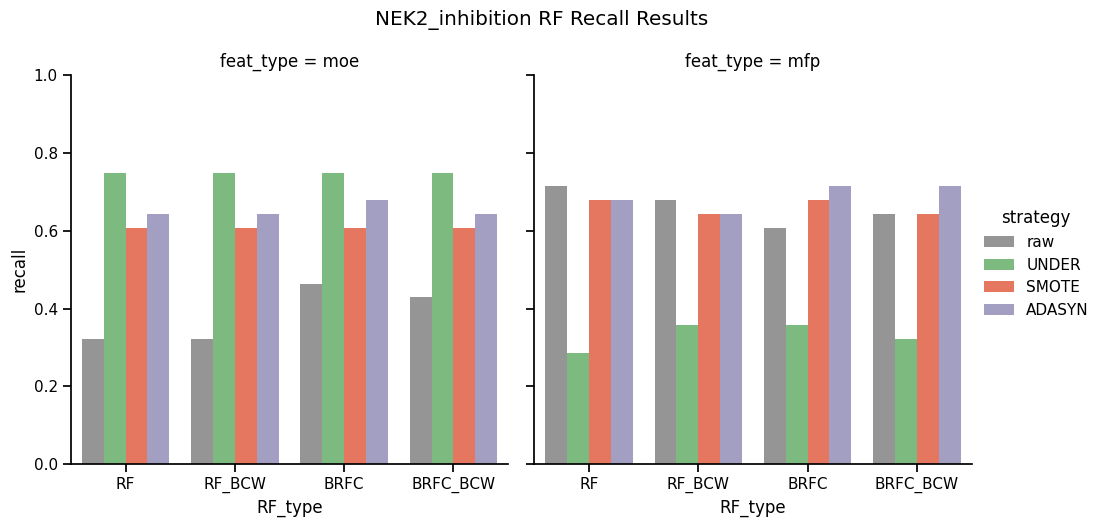 NEK2_inhibition RF Recall Results
feat_type = moe
feat_type = mfp
recall
1.0
0.8
0.6
0.4
0.2
0.0
RF RF_BCW BRFC BRFC_BCW
RF_type
RF RF_BCW BRFC BRFC_BCW
RF_type
strategy
raw
UNDER
SMOTE
ADASYN